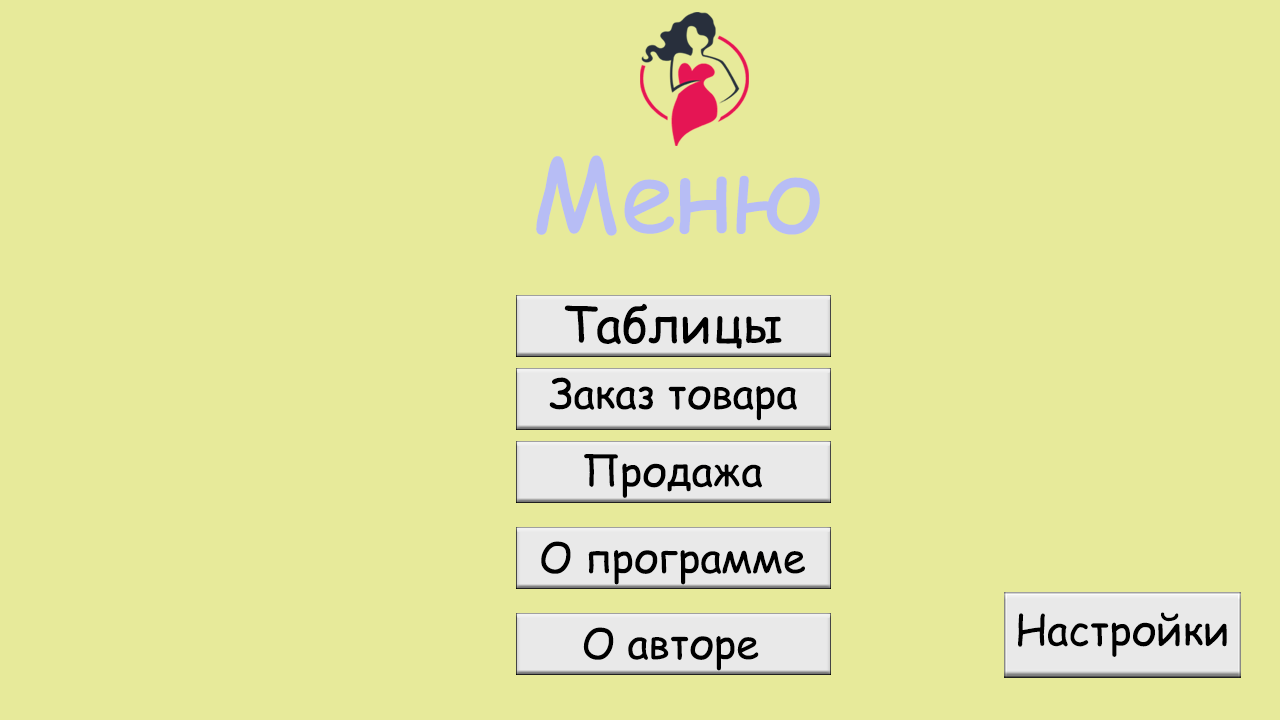 Меню
Таблицы
Заказ товара
Продажа
О программе
О авторе
Настройки